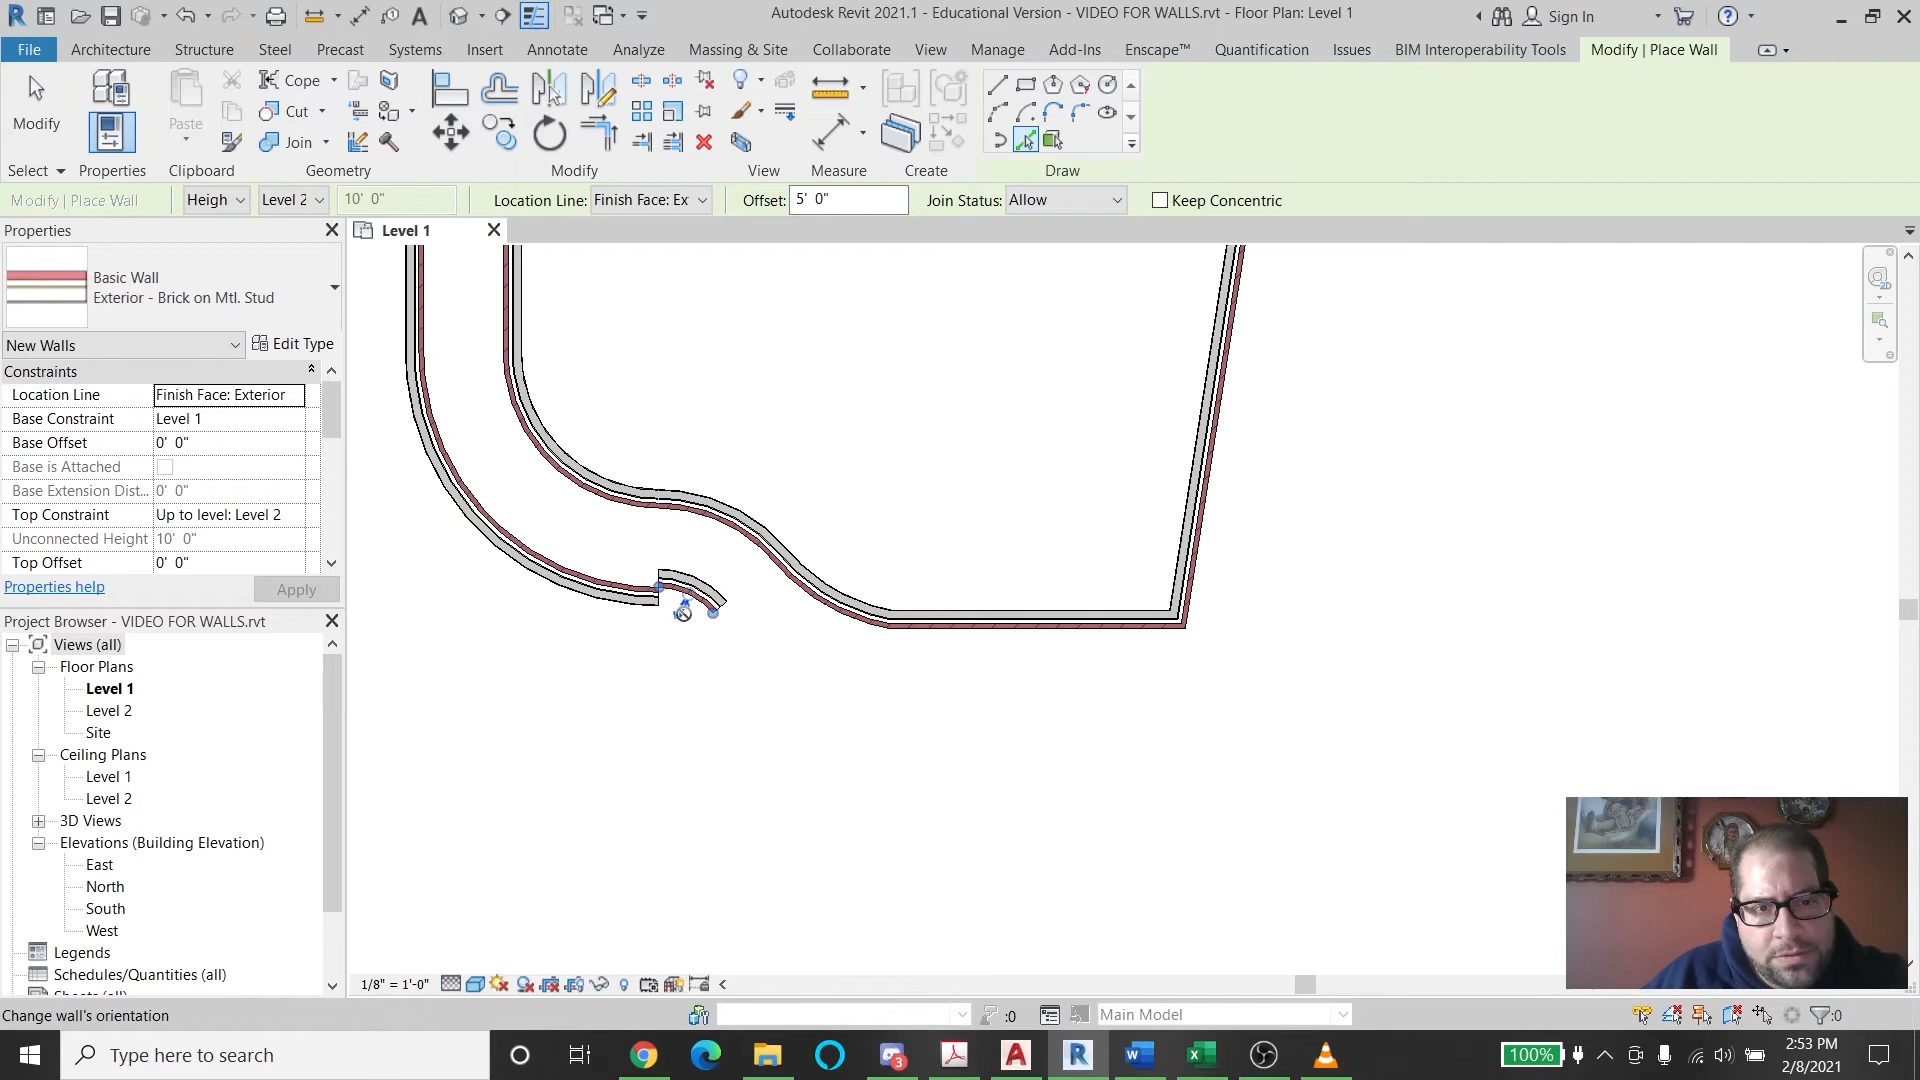 Autodesk Revit 2021.1 - Educational Version - VIDEO FOR WALLS.rvt - Floor Plan: Level 1
Sign In
File Architecture Structure Steel Precast Systems Insert Annotate Analyze Massing & Site Collaborate View Manage Add-Ins Enscape™ Quantification Issues BIM Interoperability Tools Modify | Place Wall
Modify
Paste
Cope
Cut
Join
Select Properties Clipboard Geometry Modify View Measure Create Draw
Modify | Place Wall Heigh Level 2 10' 0" Location Line: Finish Face: Ex Offset: 5' 0" Join Status: Allow Keep Concentric
Properties
Level 1
Basic Wall
Exterior - Brick on Mtl. Stud
New Walls Edit Type
Constraints
Location Line Finish Face: Exterior
Base Constraint Level 1
Base Offset 0' 0"
Base is Attached
Base Extension Dist... 0' 0"
Top Constraint Up to level: Level 2
Unconnected Height 10' 0"
Top Offset 0' 0"
Properties help Apply
Project Browser - VIDEO FOR WALLS.rvt
Views (all)
Floor Plans
Level 1
Level 2
Site
Ceiling Plans
Level 1
Level 2
3D Views
Elevations (Building Elevation)
East
North
South
West
Legends
Schedules/Quantities (all)
2D
1/8" = 1'-0"
Change wall's orientation
:0
Main Model
:0
Type here to search
3
100%
2:53 PM
2/8/2021